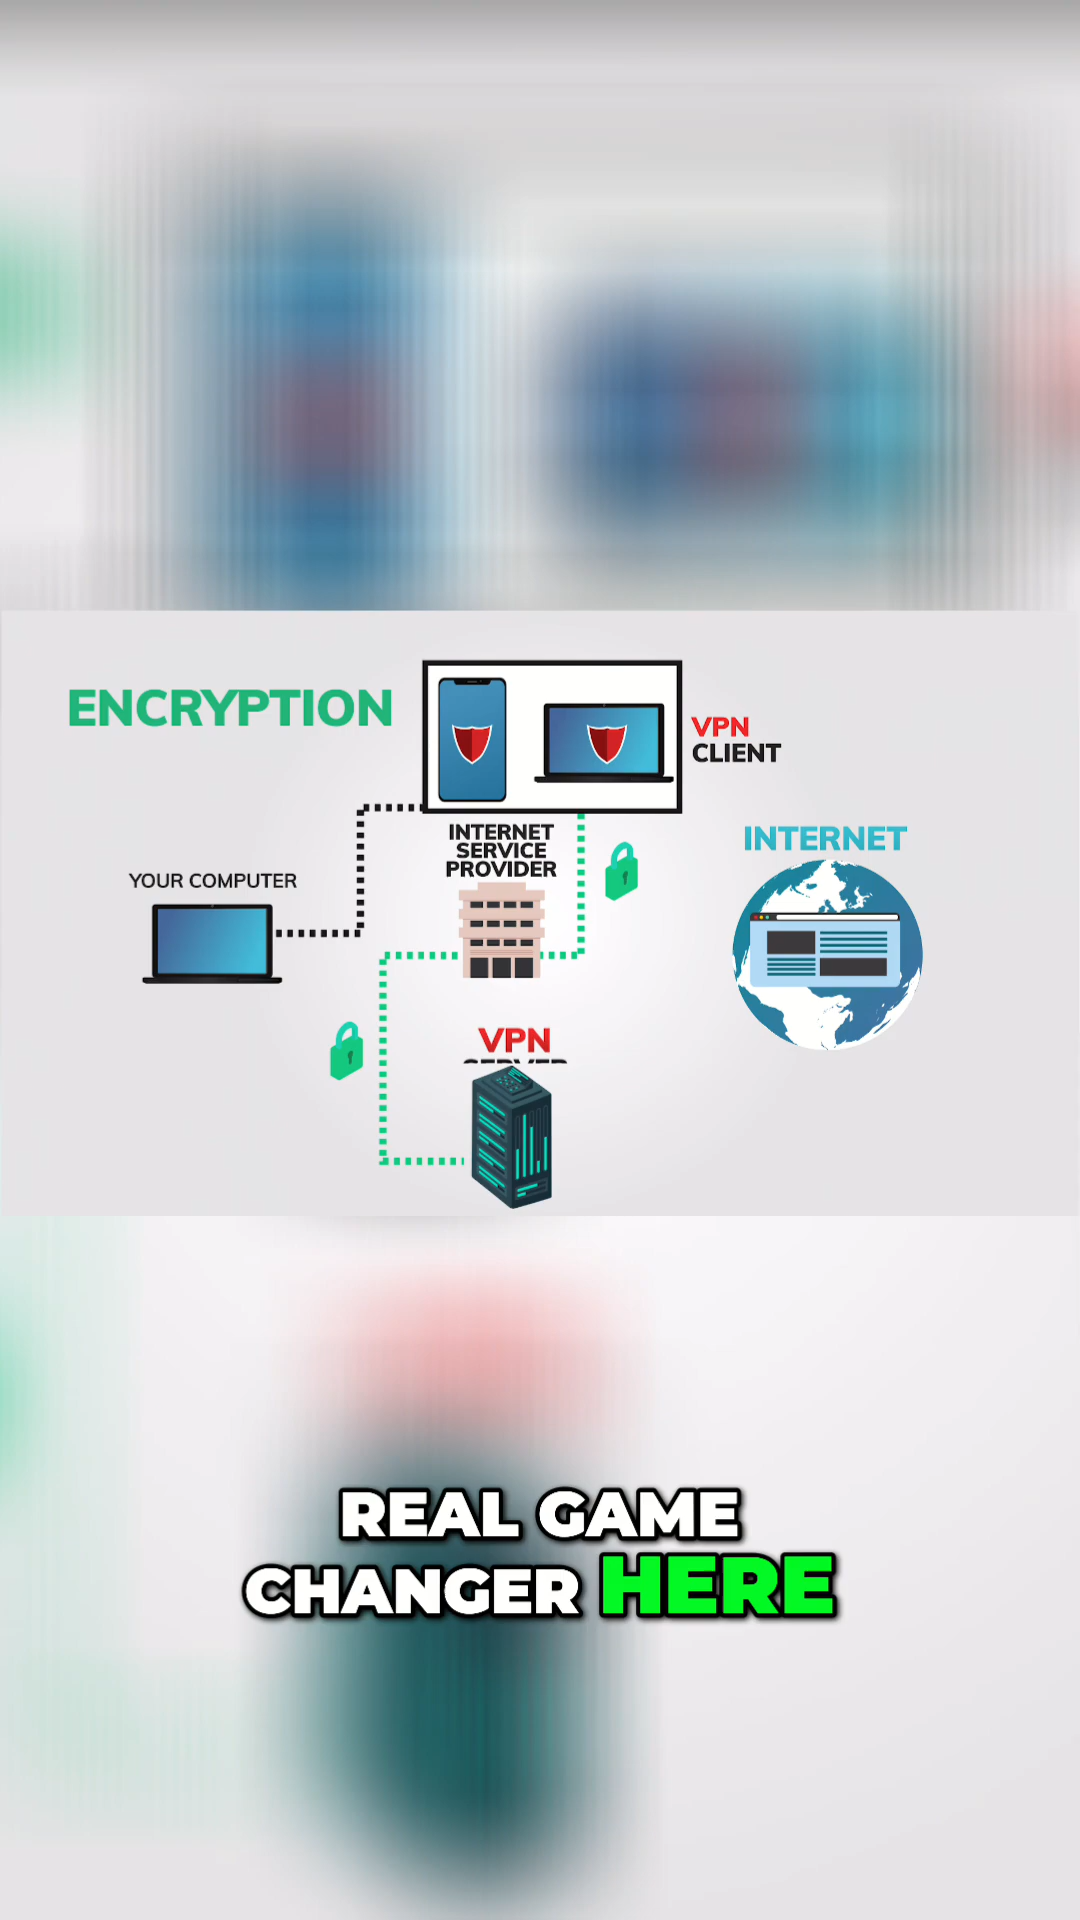 ENCRYPTION
VPN
CLIENT
INTERNET
SERVICE
PROVIDER
INTERNET
YOUR COMPUTER
VPN
REAL GAME
CHANGER HERE